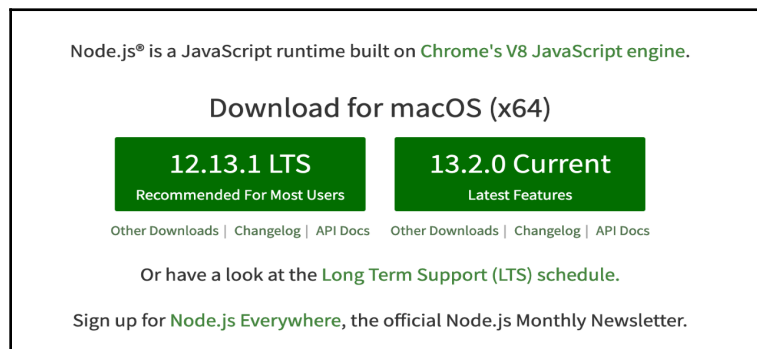 Node.js® is a JavaScript runtime built on Chrome's V8 JavaScript engine.
Download for macOS (x64)
12.13.1 LTS
Recommended For Most Users
13.2.0 Current
Latest Features
Other Downloads | Changelog | API Docs
Other Downloads | Changelog | API Docs
Or have a look at the Long Term Support (LTS) schedule.
Sign up for Node.js Everywhere, the official Node.js Monthly Newsletter.